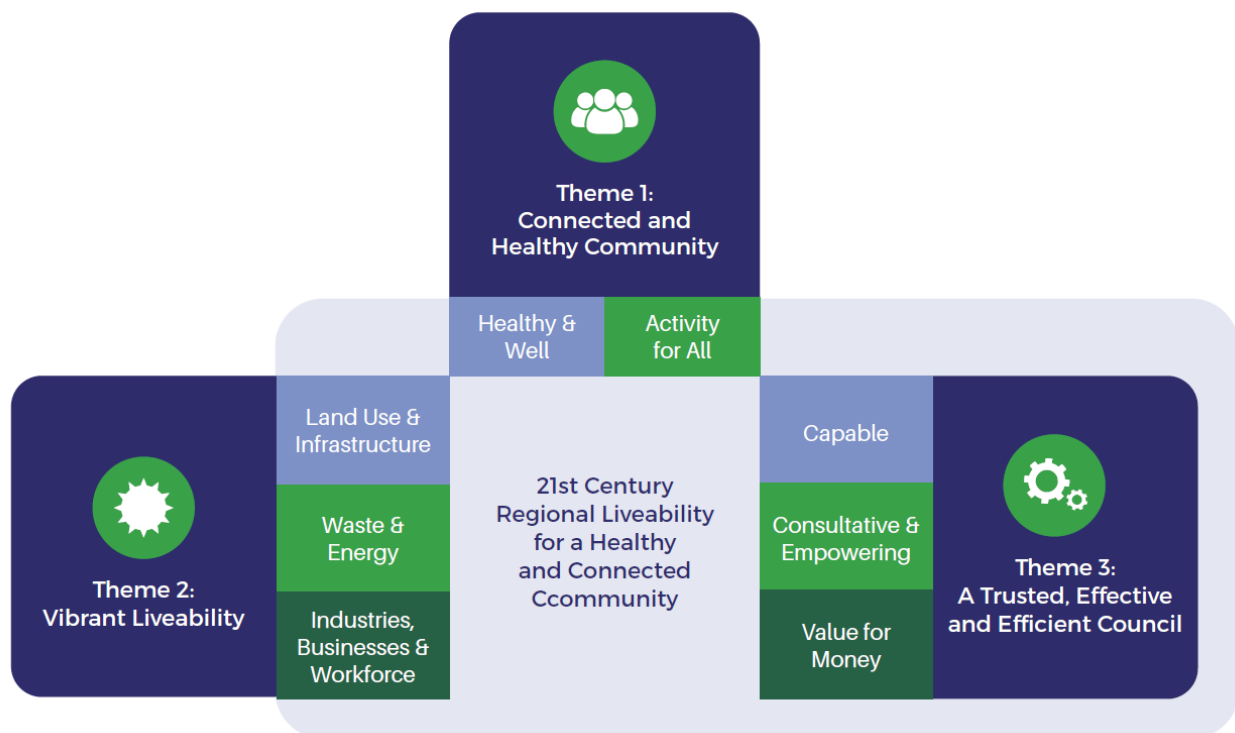 Theme 1:
Connected and
Healthy Community
Healthy &
Well
Activity
for All
Land Use &
Infrastructure
Waste &
Energy
Industries,
Businesses &
Workforce
Theme 2:
Vibrant Liveability
21st Century
Regional Liveability
for a Healthy
and Connected
Ccommunity
Capable
Consultative &
Empowering
Value for
Money
Theme 3:
A Trusted, Effective
and Efficient Council